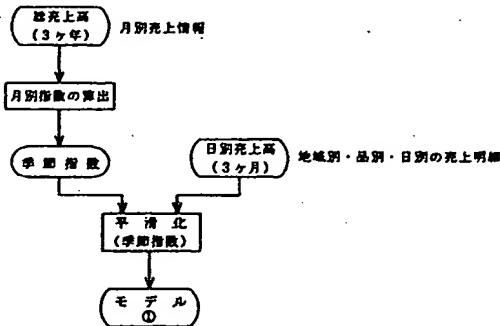 総売上高
(3ヶ年)
月別売上情報
月別指数の算出
季節指数
日別売上高
(3ヶ月)
地域別・品別・日別の売上明細
平滑化
(季節指数)
モデル
①